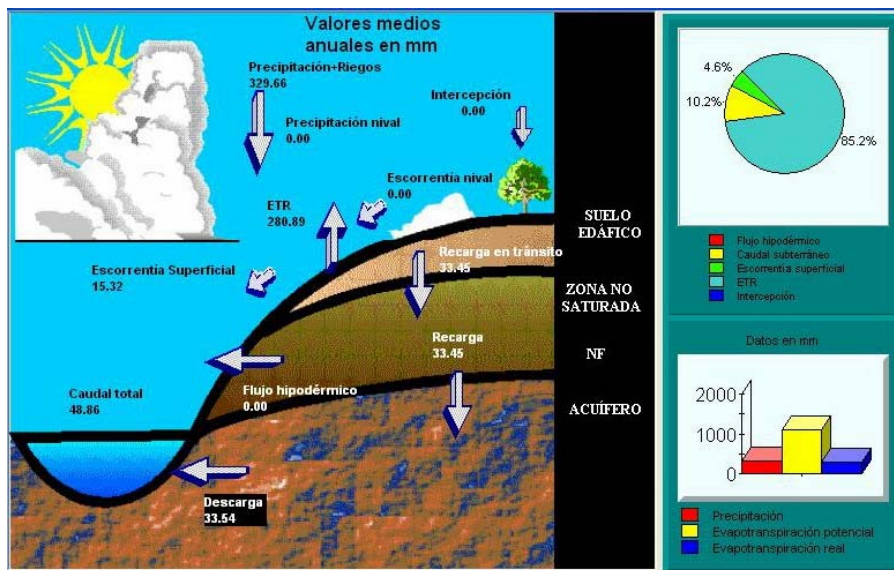 Valores medios
anuales en mm
Precipitación+Riegos
329.66
Intercepción
0.00
Precipitación nival
0.00
Escorrentía nival
0.00
ETR
280.89
SUELO
EDÁFICO
Recarga en tránsito
33.45
Escorrentía Superficial
15.32
ZONA NO
SATURADA
Recarga
33.45
NF
Flujo hipodérmico
0.00
Caudal total
48.86
ACUÍFERO
Descarga
33.54
4.6%
10.2%
85.2%
Flujo hipodérmico
Caudal subterráneo
Escorrentía superficial
ETR
Intercepción
Datos en mm
2000
1000
0
Precipitación
Evapotranspiración potencial
Evapotranspiración real